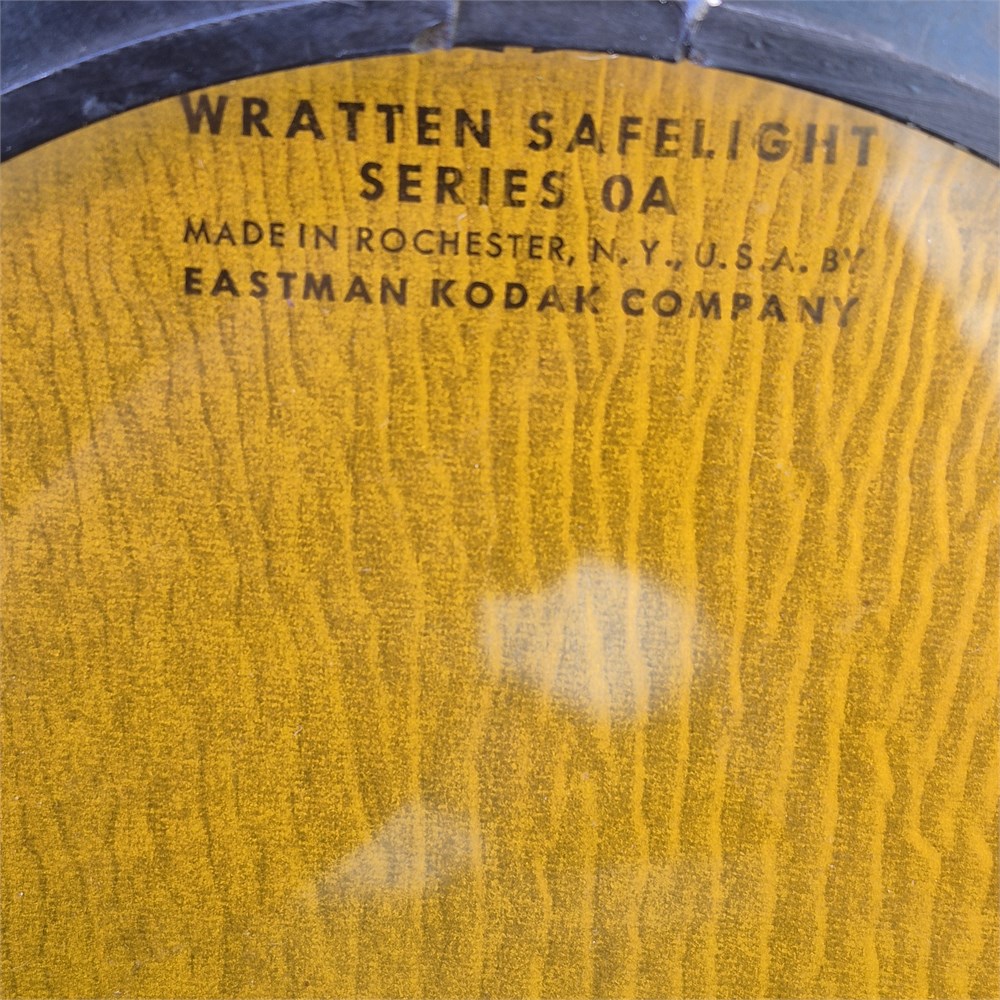 WRATTEN SAFELIGHT
SERIES OA
MADE IN ROCHESTER, N. Y., U.S.A. BY
EASTMAN KODAK COMPANY